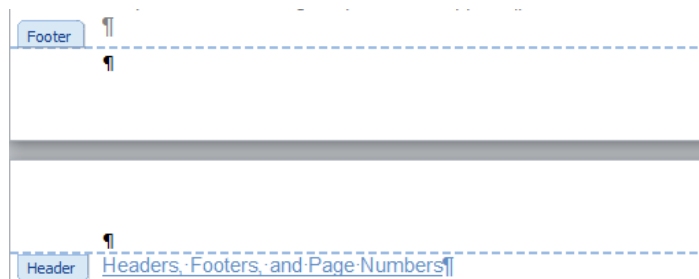 Footer ¶
¶
¶
Header Headers, Footers, and Page Numbers¶